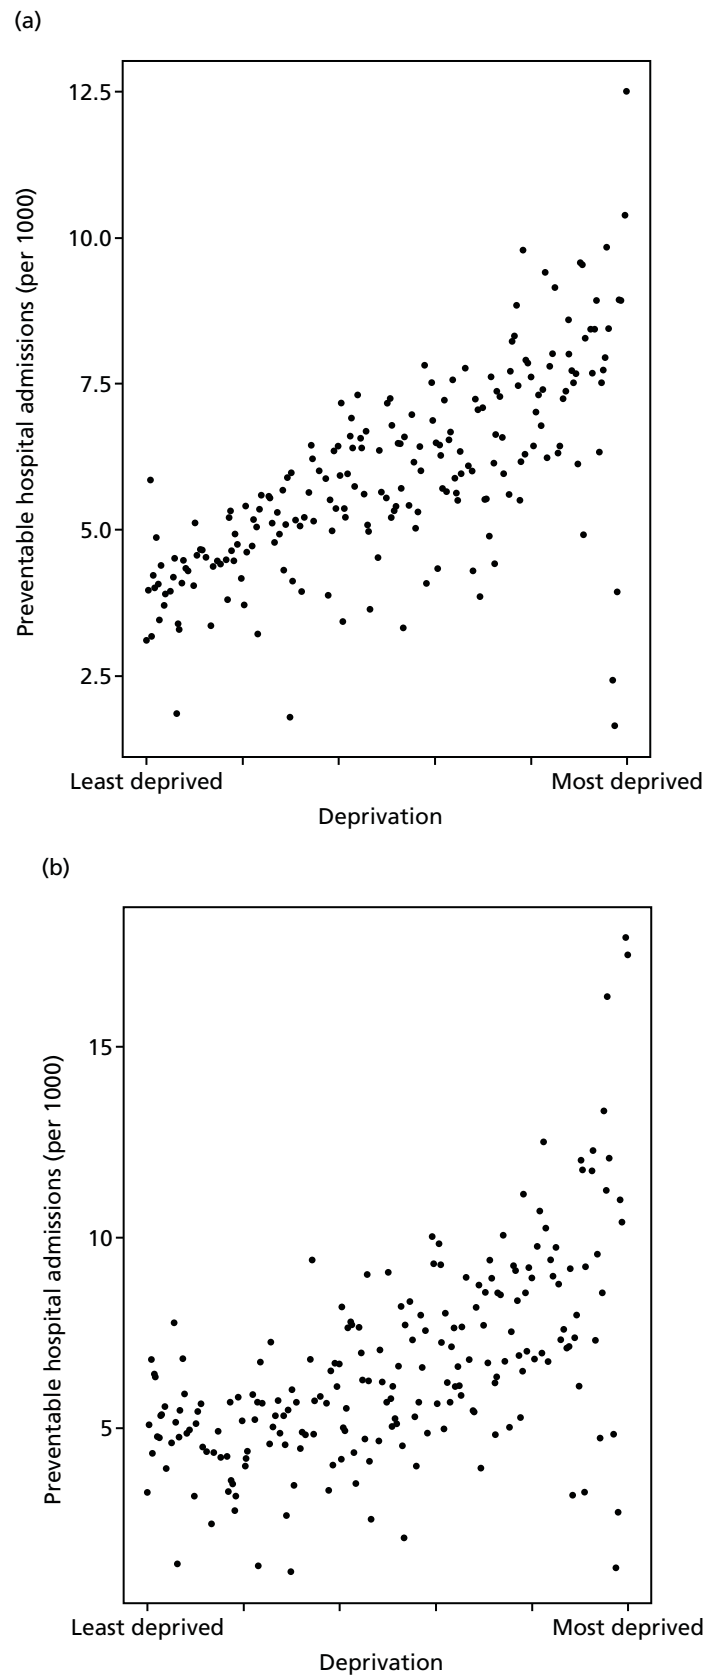 (a)
12.5
10.0
7.5
5.0
2.5
Preventable hospital admissions (per 1000)
Least deprived
Most deprived
Deprivation
(b)
15
10
5
Preventable hospital admissions (per 1000)
Least deprived
Most deprived
Deprivation